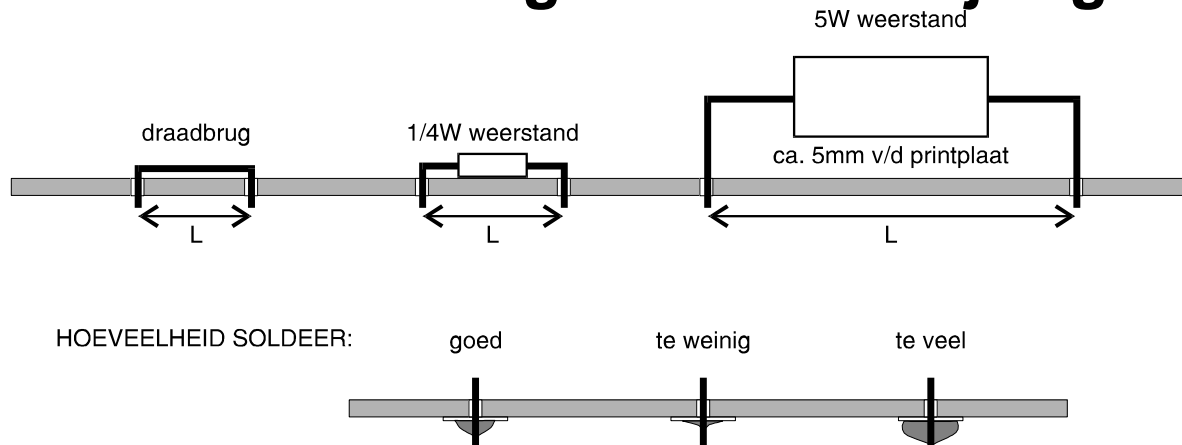 5W weerstand
draadbrug
1/4W weerstand
ca. 5mm v/d printplaat
L
L
L
HOEVEELHEID SOLDEER:
goed
te weinig
te veel